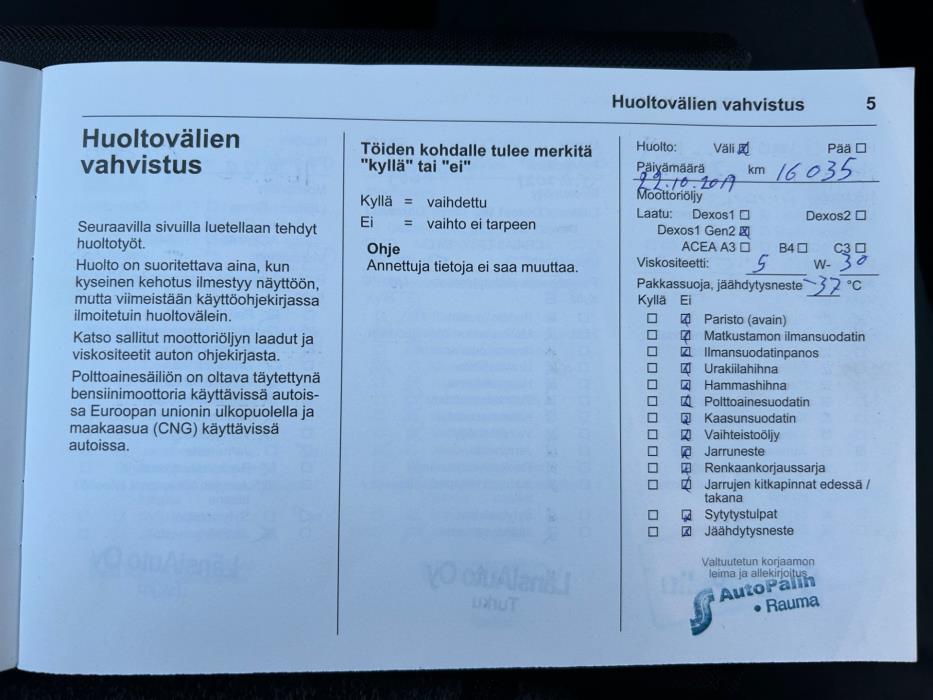 Huoltovälien vahvistus 5
Huoltovälien
vahvistus
Seuraavilla sivuilla luetellaan tehdyt
huoltotyöt.
Huolto on suoritettava aina, kun
kyseinen kehotus ilmestyy näyttöön,
mutta viimeistään käyttöohjekirjassa
ilmoitetuin huoltovälein.
Katso sallitut moottoriöljyn laadut ja
viskositeetit auton ohjekirjasta.
Polttoainesäiliön on oltava täytettynä
bensiinimoottoria käyttävissä autois-
sa Euroopan unionin ulkopuolella ja
maakaasua (CNG) käyttävissä
autoissa.
Töiden kohdalle tulee merkitä
"kyllä" tai "ei"
Kyllä = vaihdettu
Ei = vaihto ei tarpeen
Ohje
Annettuja tietoja ei saa muuttaa.
Huolto: Väli ☑ Pää ☐
Päivämäärä km 16 035
22.10.2019
Moottoriöljy
Laatu: Dexos1 ☐ Dexos2 ☐
Dexos1 Gen2 ☑
ACEA A3 ☐ B4 ☐ C3 ☐
Viskositeetti: 5 W- 30
Pakkassuoja, jäähdytysneste -37 °C
Kyllä Ei
☐ ☑ Paristo (avain)
☐ ☑ Matkustamon ilmansuodatin
☐ ☑ Ilmansuodatinpanos
☐ ☑ Urakiilahihna
☐ ☑ Hammashihna
☐ ☑ Polttoainesuodatin
☐ ☑ Kaasunsuodatin
☐ ☑ Vaihteistoöljy
☐ ☑ Jarruneste
☐ ☑ Renkaankorjaussarja
☐ ☑ Jarrujen kitkapinnat edessä /
takana
☐ ☑ Sytytystulpat
☐ ☑ Jäähdytysneste
Valtuutetun korjaamon
leima ja allekirjoitus
AutoPalin
• Rauma